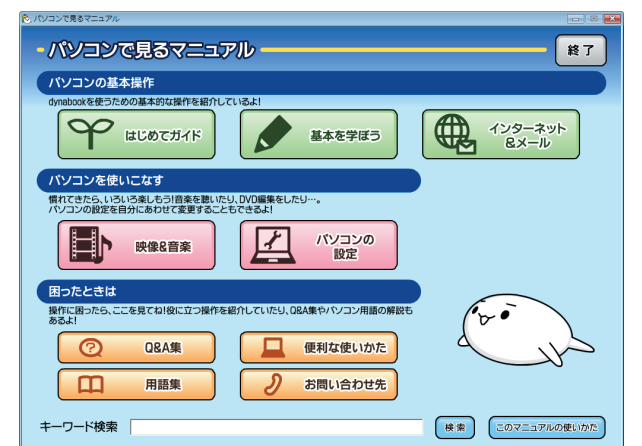 パソコンで見るマニュアル
パソコンで見るマニュアル
終了
パソコンの基本操作
dynabookを使うための基本的な操作を紹介しているよ!
はじめてガイド
基本を学ぼう
インターネット
&メール
パソコンを使いこなす
慣れてきたら、いろいろ楽しもう!音楽を聴いたり、DVD編集をしたり…。
パソコンの設定を自分にあわせて変更することもできるよ!
映像&音楽
パソコンの
設定
困ったときは
操作に困ったら、ここを見てね!役に立つ操作を紹介していたり、Q&A集やパソコン用語の解説も
あるよ!
Q&A集
便利な使いかた
用語集
お問い合わせ先
キーワード検索
検索
このマニュアルの使いかた